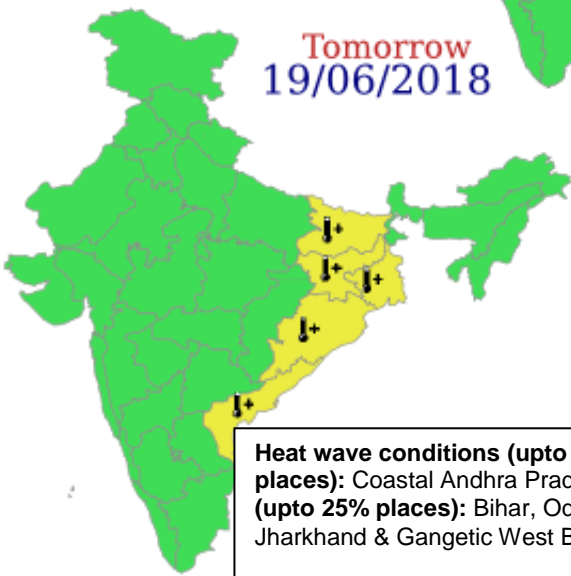 Tomorrow
19/06/2018
Heat wave conditions (upto
places): Coastal Andhra Prad
(upto 25% places): Bihar, Od
Jharkhand & Gangetic West B